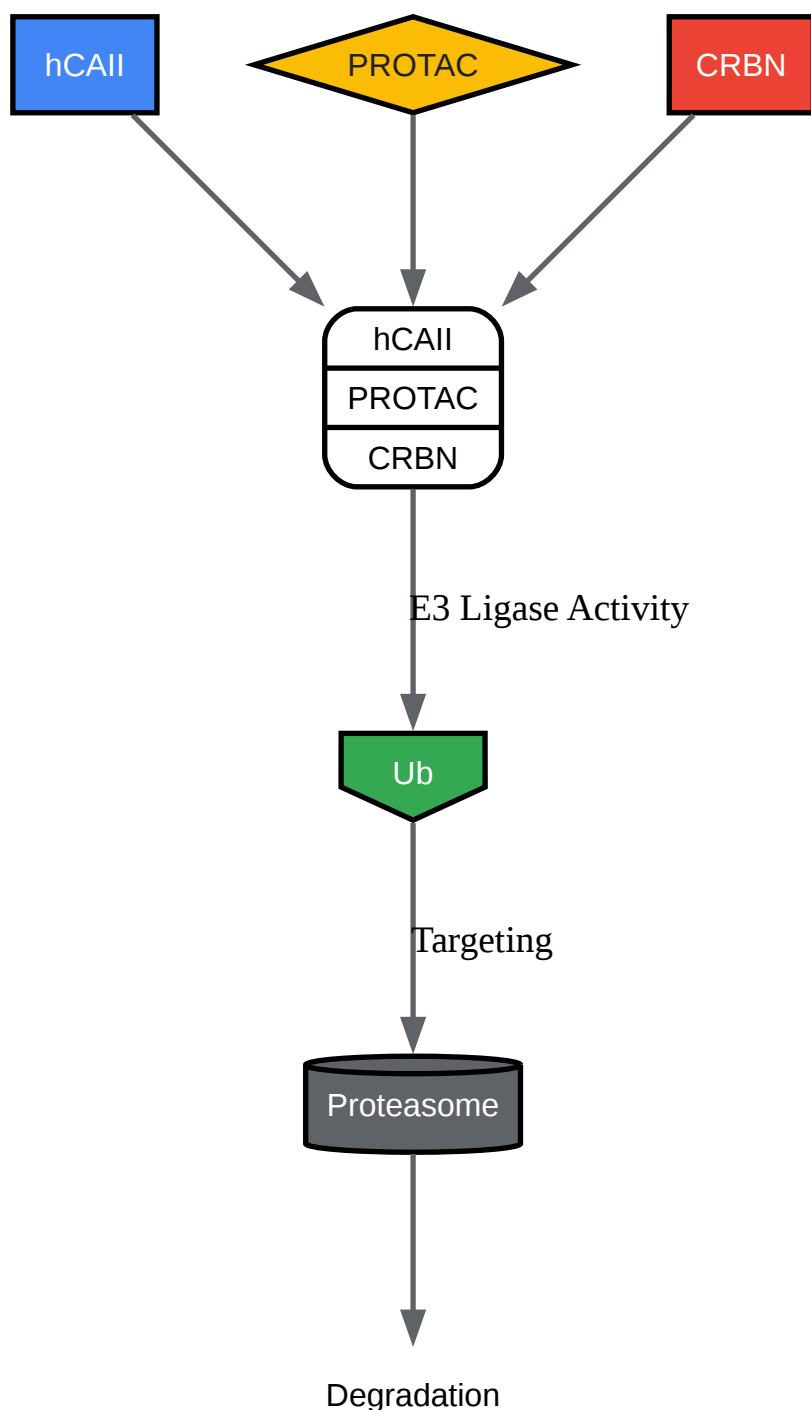 hCAII
PROTAC
CRBN
hCAII
PROTAC
CRBN
E3 Ligase Activity
Ub
Targeting
Proteasome
Degradation